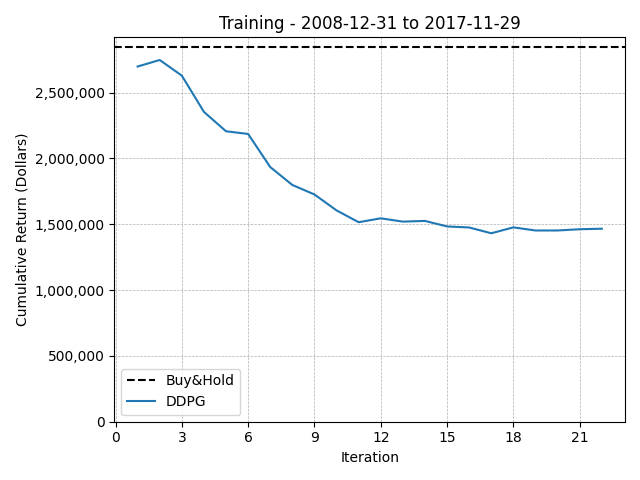 Training - 2008-12-31 to 2017-11-29
Cumulative Return (Dollars)
2,500,000
2,000,000
1,500,000
1,000,000
500,000
0
Buy&Hold
DDPG
0 3 6 9 12 15 18 21
Iteration